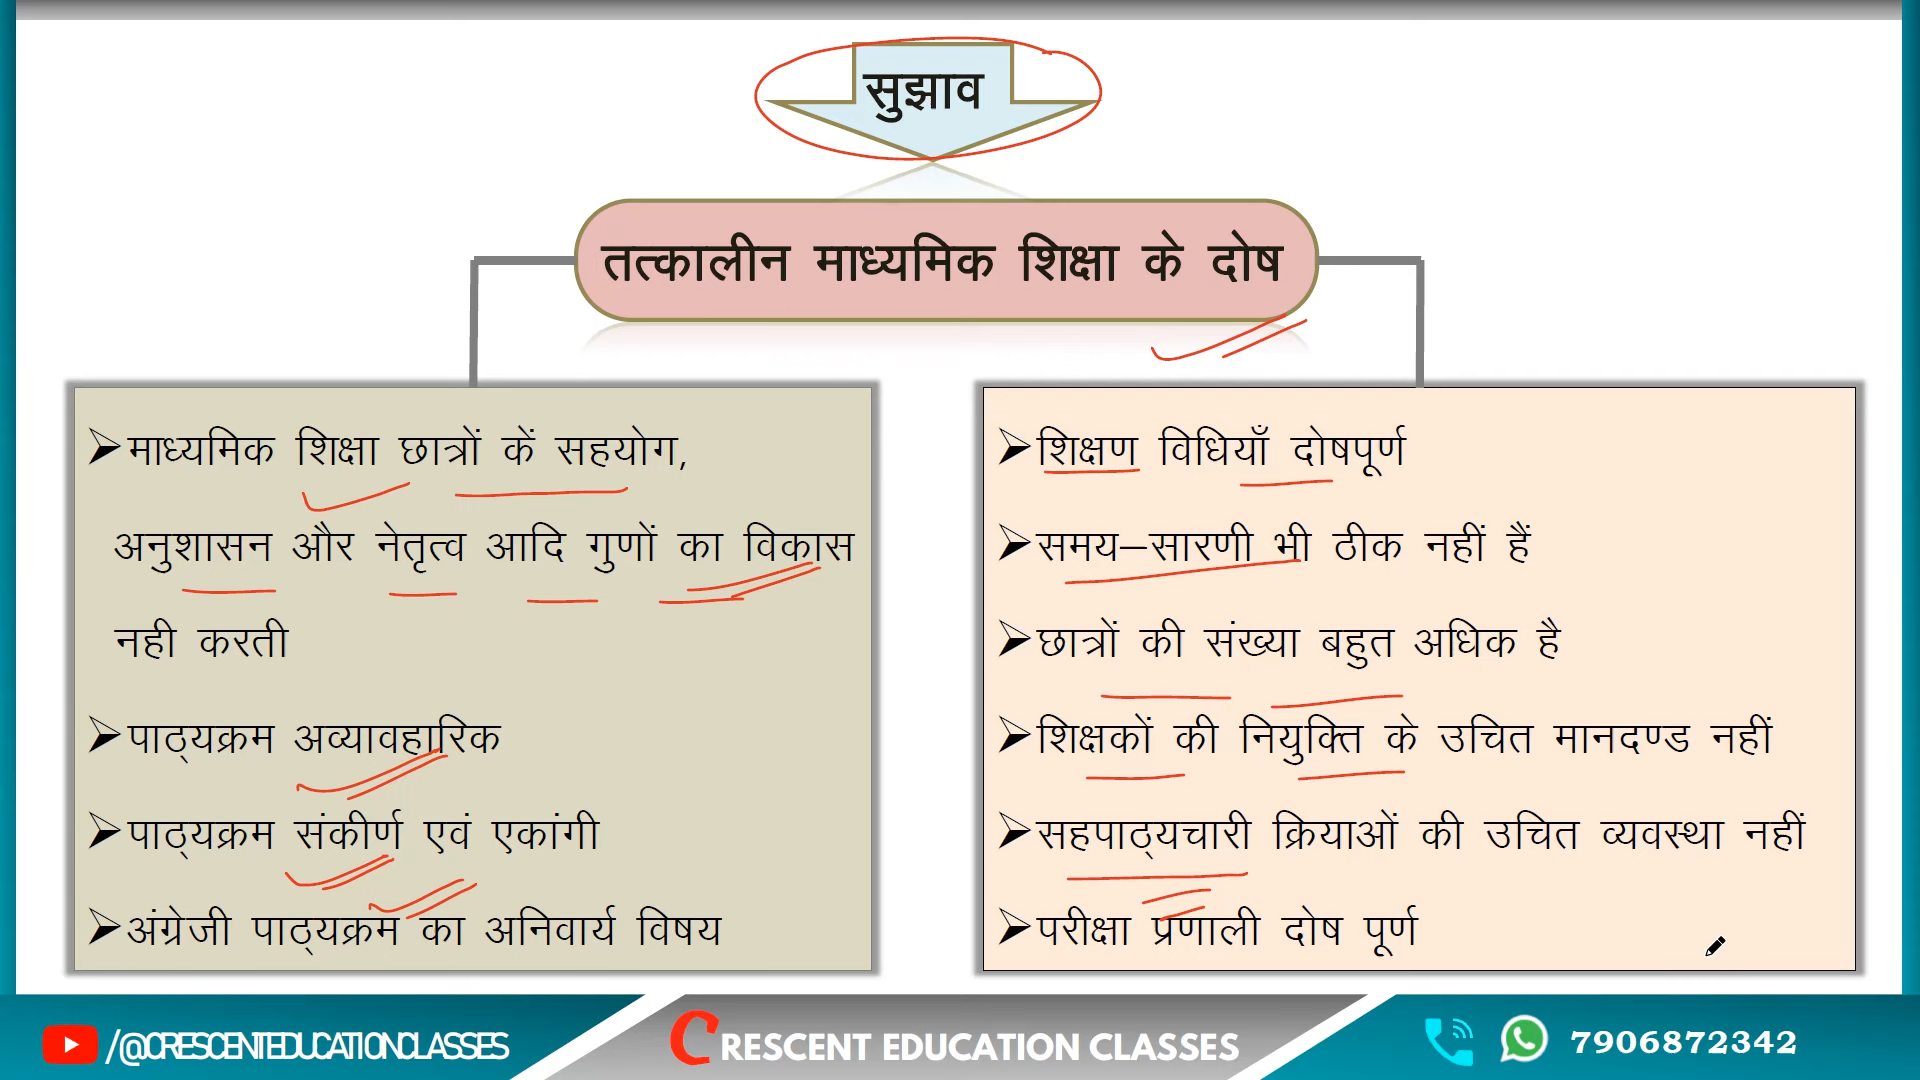 सुझाव
तत्कालीन माध्यमिक शिक्षा के दोष
माध्यमिक शिक्षा छात्रों कें सहयोग,
अनुशासन और नेतृत्व आदि गुणों का विकास
नही करती
पाठ्यक्रम अव्यावहारिक
पाठ्यक्रम संकीर्ण एवं एकांगी
अंग्रेजी पाठ्यक्रम का अनिवार्य विषय
शिक्षण विधियाँ दोषपूर्ण
समय–सारणी भी ठीक नहीं हैं
छात्रों की संख्या बहुत अधिक है
शिक्षकों की नियुक्ति के उचित मानदण्ड नहीं
सहपाठ्यचारी क्रियाओं की उचित व्यवस्था नहीं
परीक्षा प्रणाली दोष पूर्ण
/@CRESCENTEDUCATIONCLASSES
CRESCENT EDUCATION CLASSES
7906872342